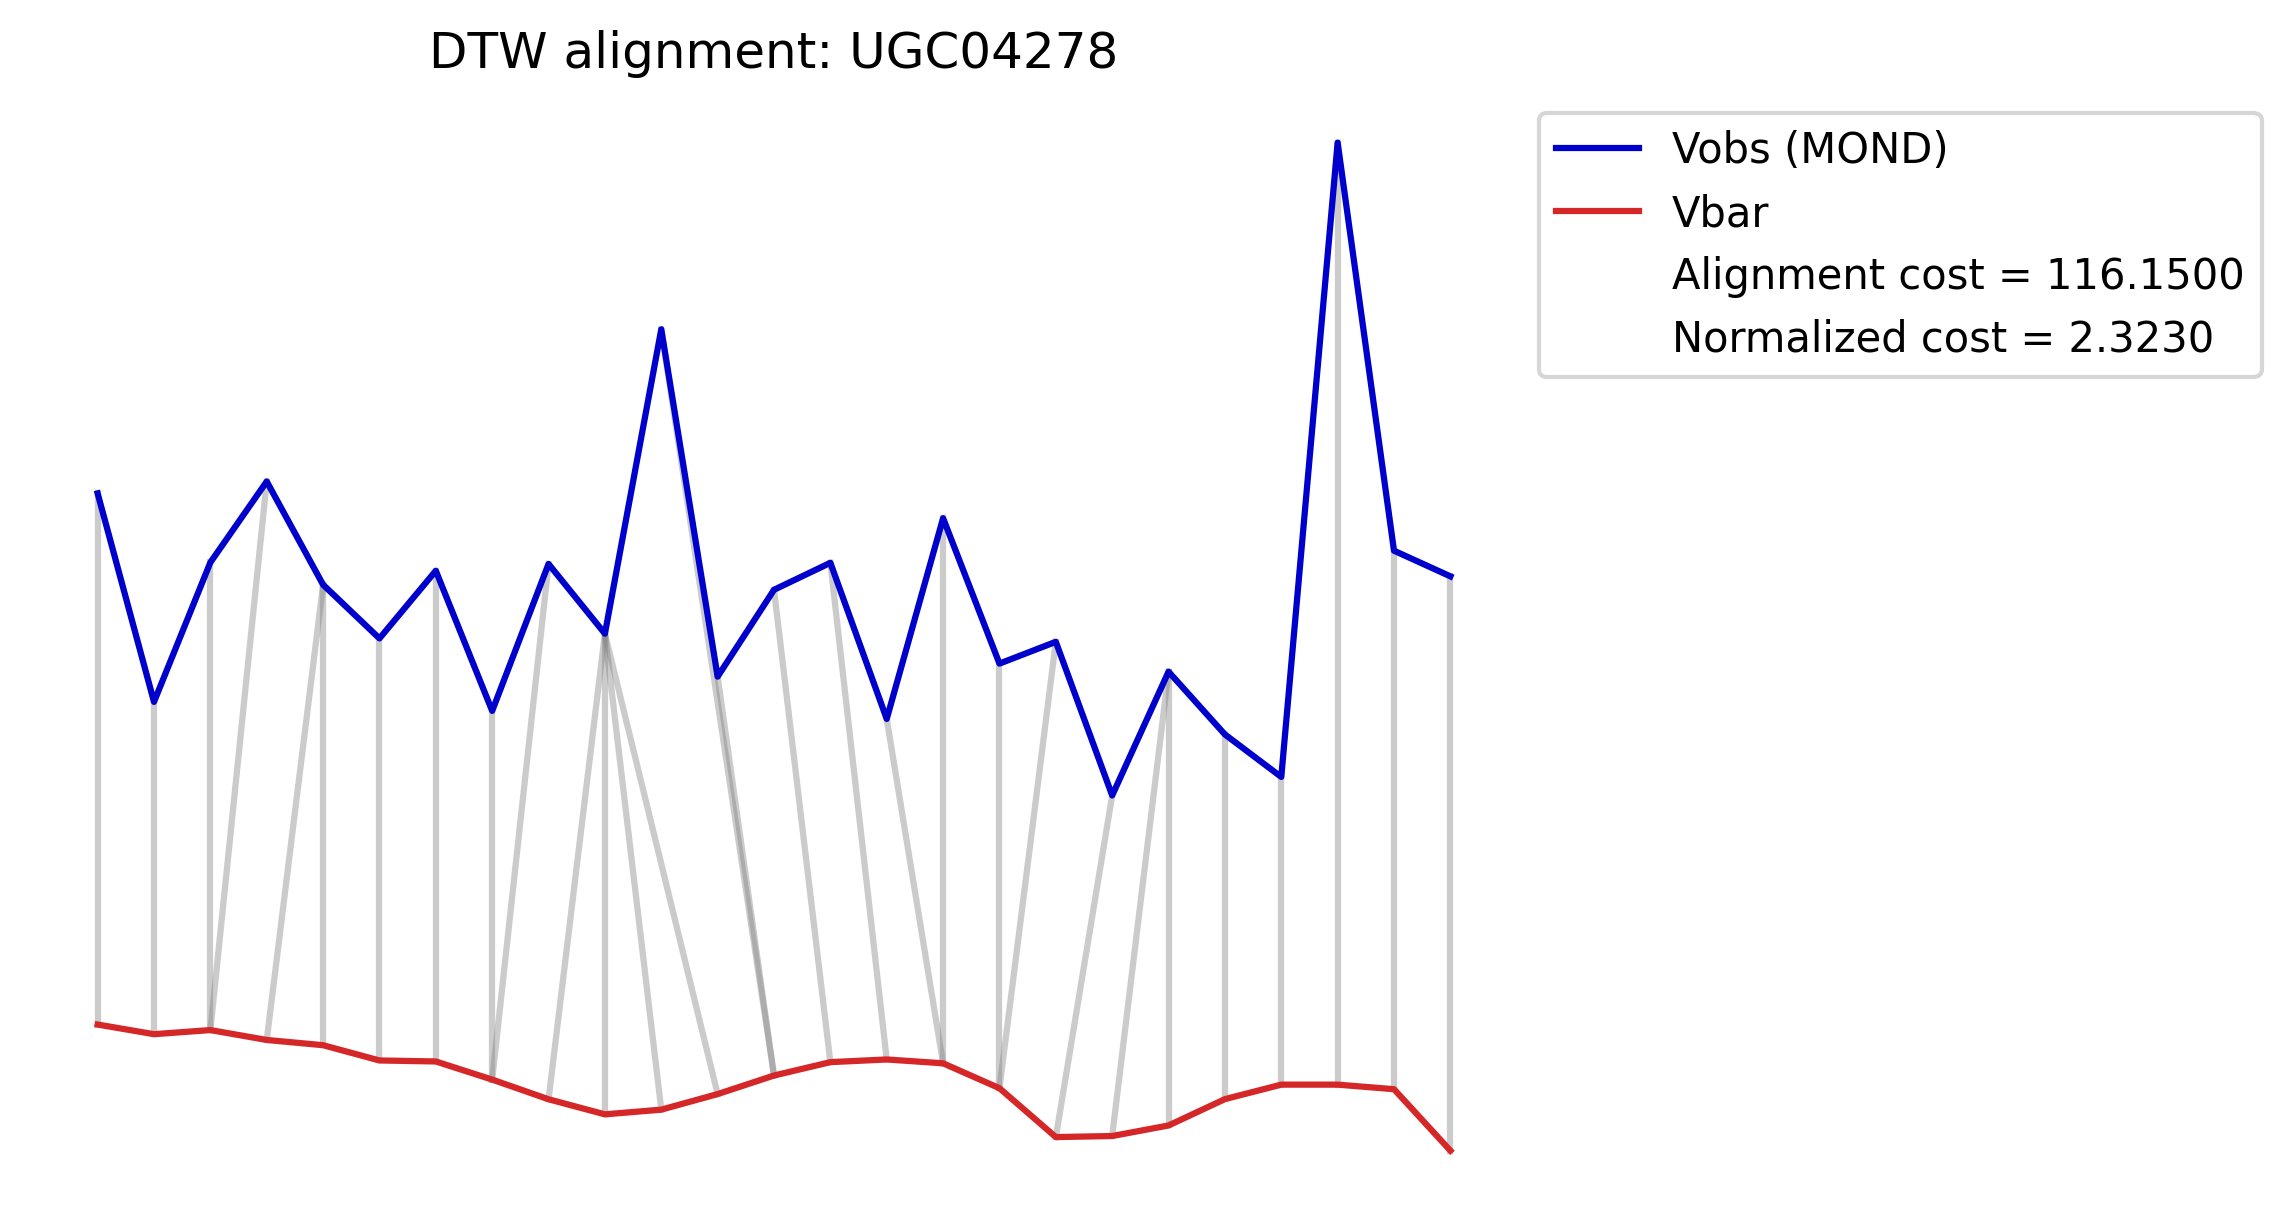 DTW alignment: UGC04278
Vobs (MOND)
Vbar
Alignment cost = 116.1500
Normalized cost = 2.3230